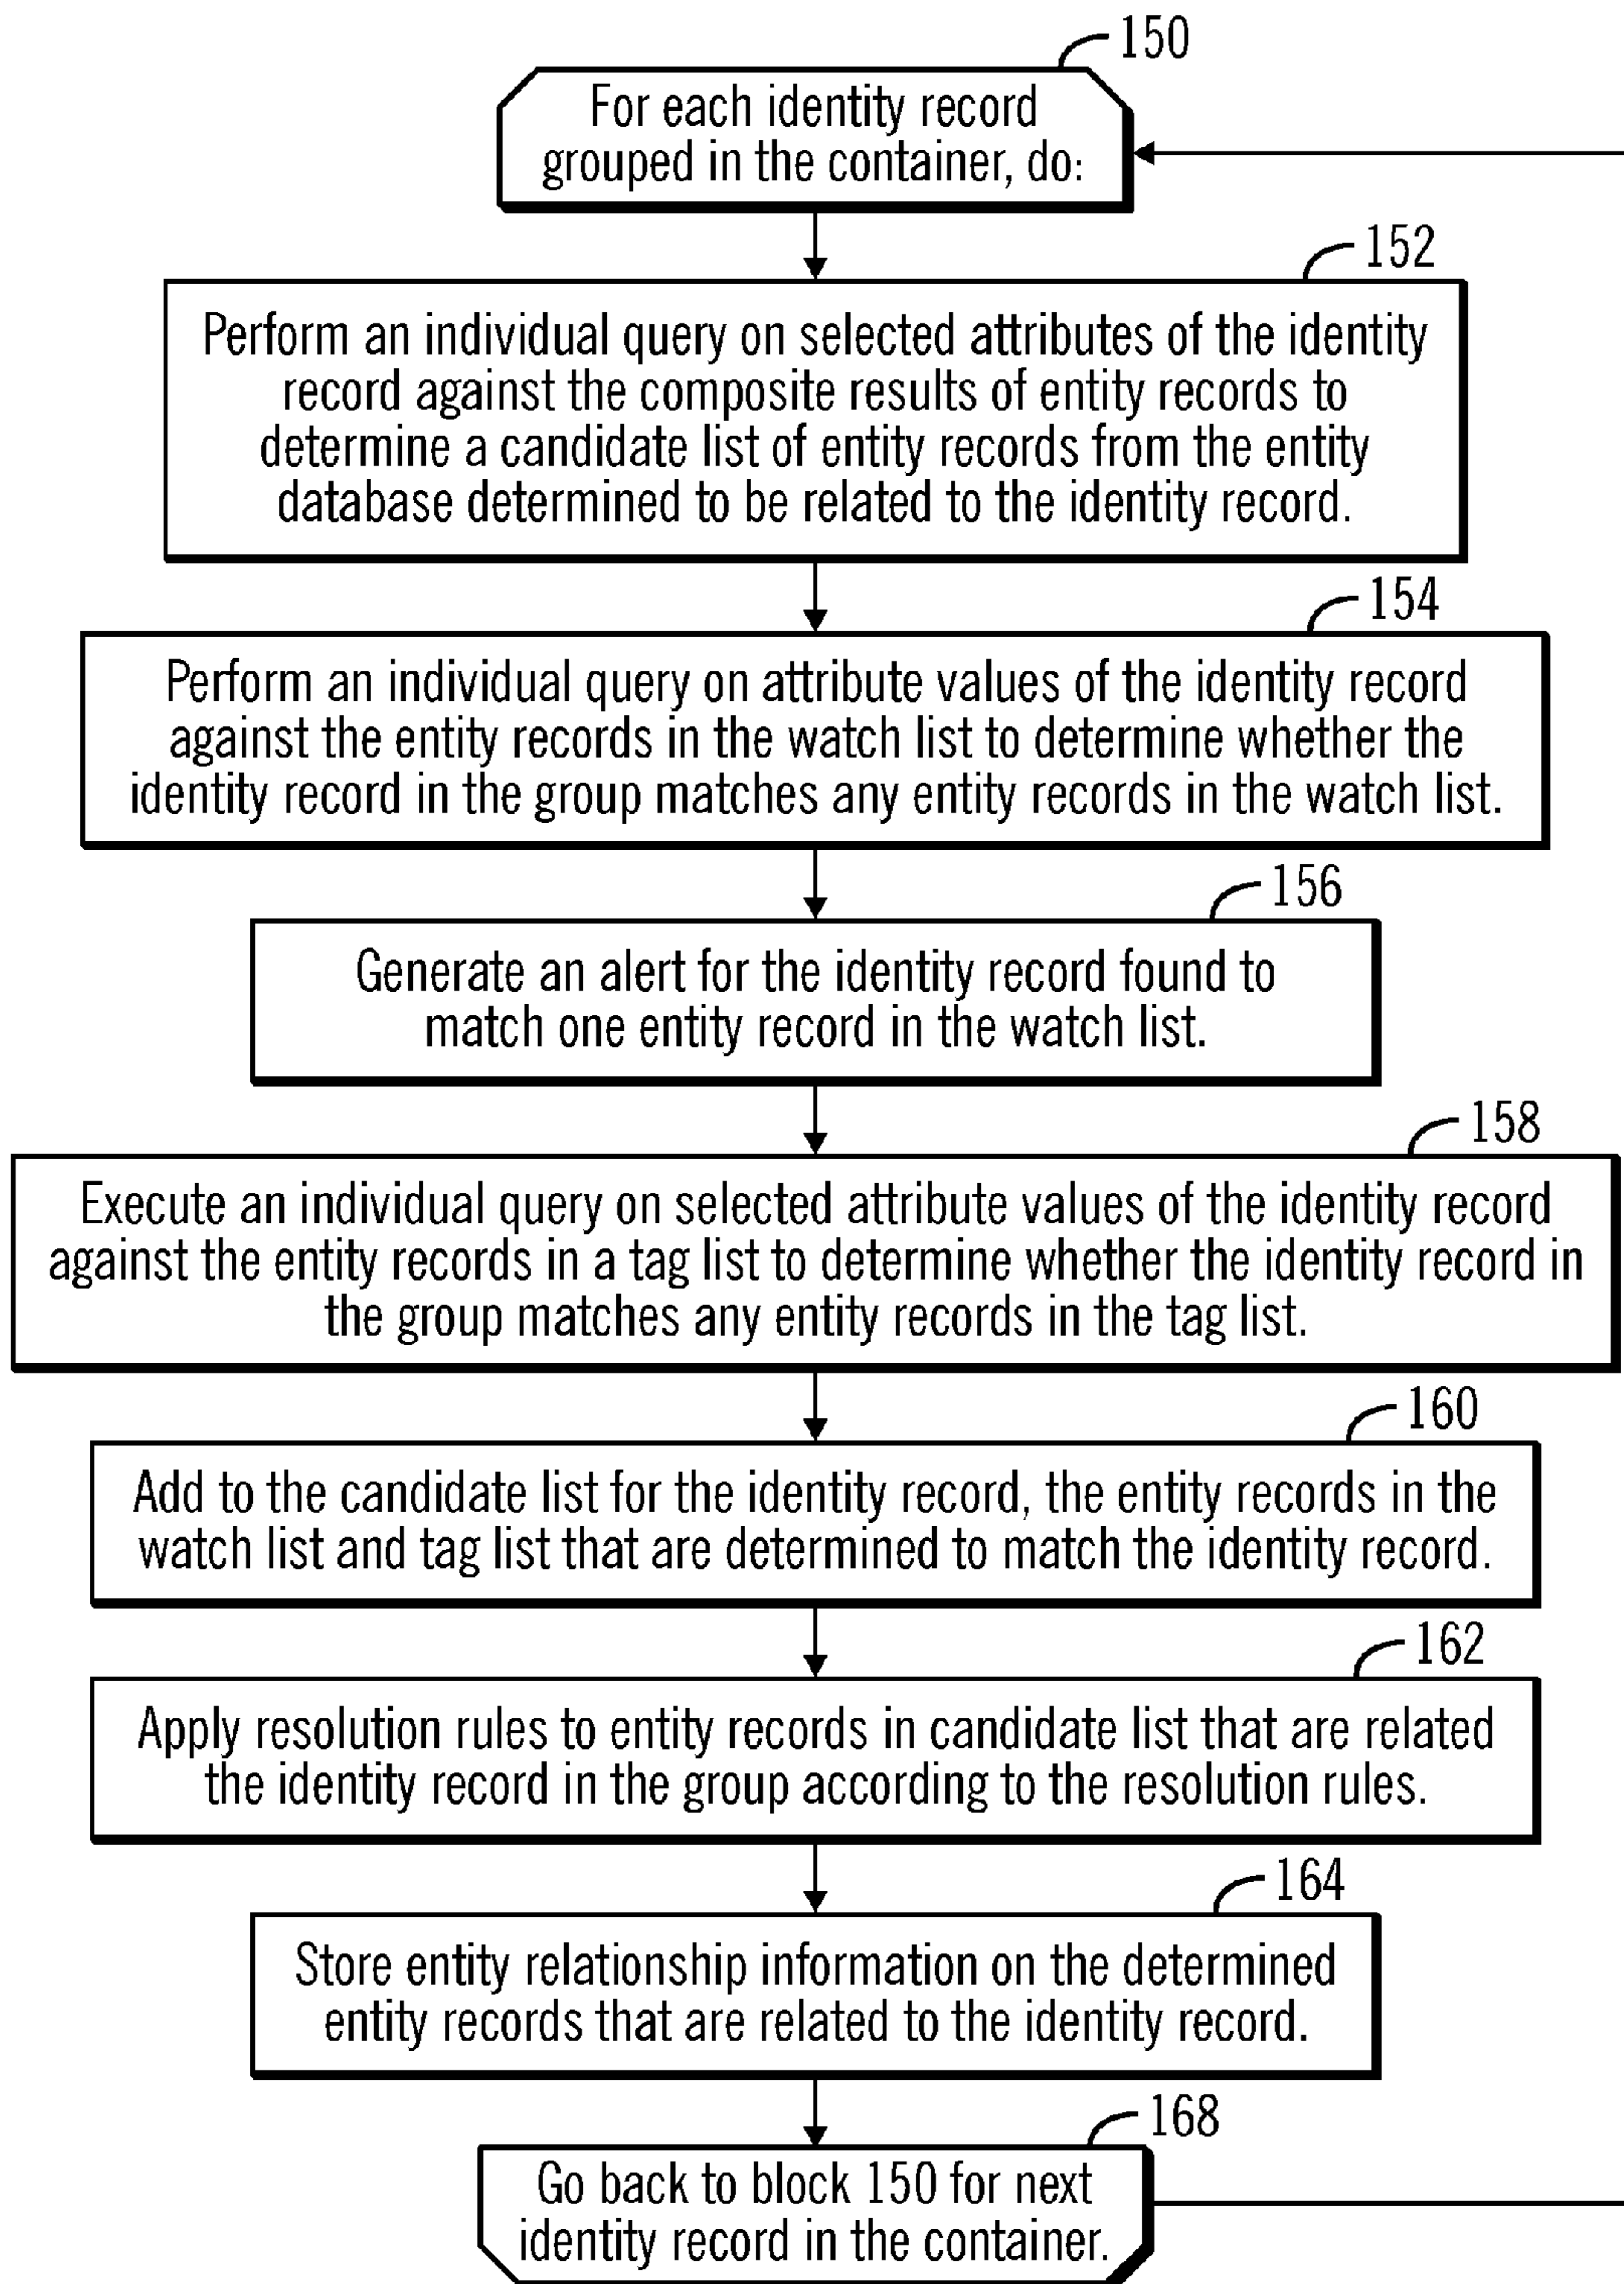 150
For each identity record
grouped in the container, do:
152
Perform an individual query on selected attributes of the identity
record against the composite results of entity records to
determine a candidate list of entity records from the entity
database determined to be related to the identity record.
154
Perform an individual query on attribute values of the identity record
against the entity records in the watch list to determine whether the
identity record in the group matches any entity records in the watch list.
156
Generate an alert for the identity record found to
match one entity record in the watch list.
158
Execute an individual query on selected attribute values of the identity record
against the entity records in a tag list to determine whether the identity record in
the group matches any entity records in the tag list.
160
Add to the candidate list for the identity record, the entity records in the
watch list and tag list that are determined to match the identity record.
162
Apply resolution rules to entity records in candidate list that are related
the identity record in the group according to the resolution rules.
164
Store entity relationship information on the determined
entity records that are related to the identity record.
168
Go back to block 150 for next
identity record in the container.